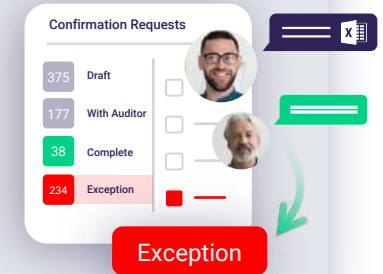 Confirmation Requests
375 Draft
177 With Auditor
38 Complete
234 Exception
Exception
X